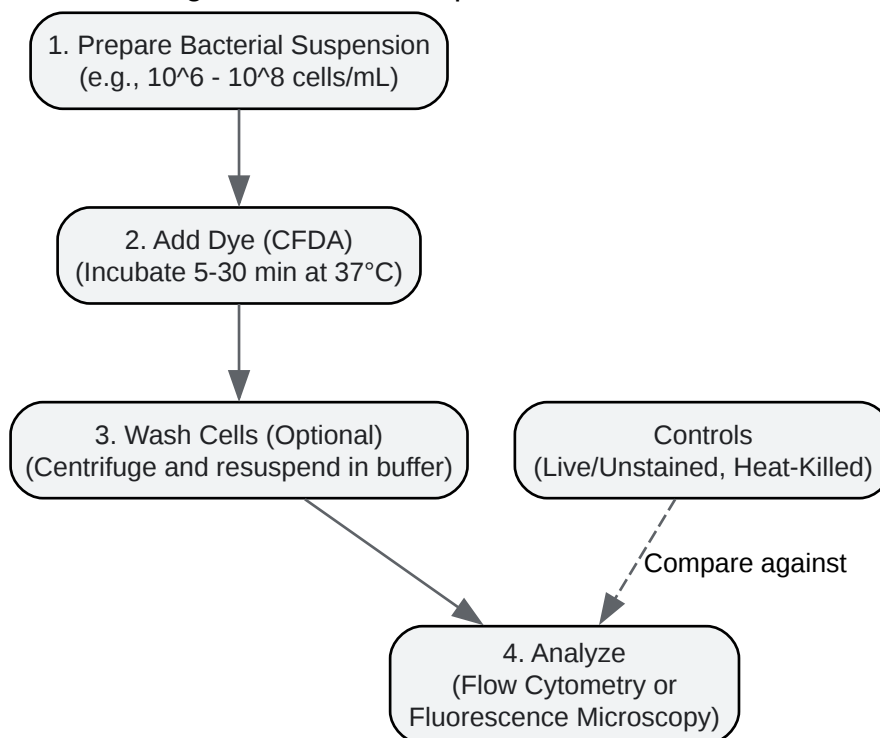 1. Prepare Bacterial Suspension
(e.g., 10^6 - 10^8 cells/mL)
2. Add Dye (CFDA)
(Incubate 5-30 min at 37°C)
3. Wash Cells (Optional)
(Centrifuge and resuspend in buffer)
Controls
(Live/Unstained, Heat-Killed)
Compare against
4. Analyze
(Flow Cytometry or
Fluorescence Microscopy)